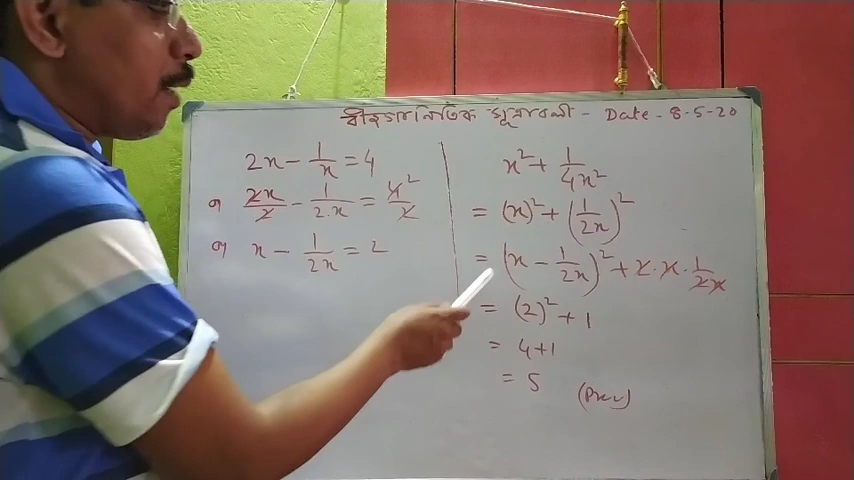 বীজগাণিতিক সূত্রাবলী - Date - 8-5-20
2x - 1/x = 4
বা 2x/2 - 1/2.x = 4/2 2
বা x - 1/2x = 2
x² + 1/4x²
= (x)² + (1/2x)²
= (x - 1/2x)² + 2.x.1/2x
= (2)² + 1
= 4+1
= 5